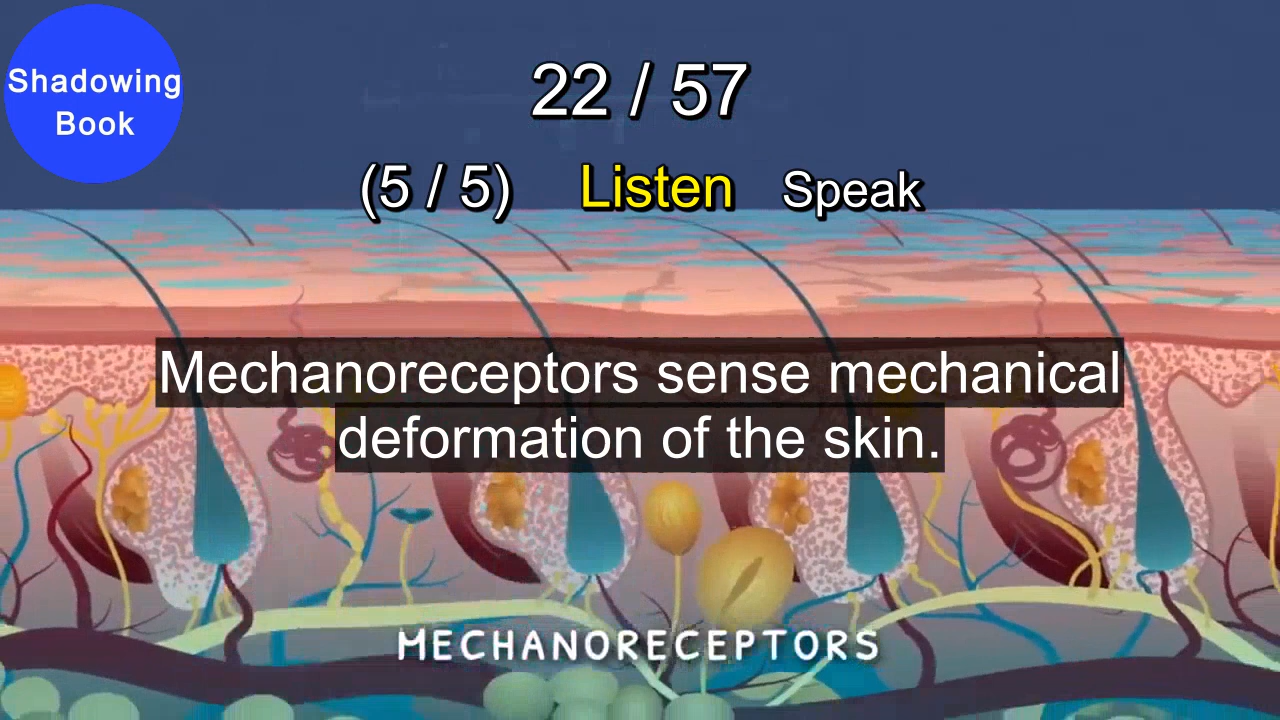 Shadowing
Book
22 / 57
(5 / 5) Listen Speak
Mechanoreceptors sense mechanical
deformation of the skin.
MECHANORECEPTORS